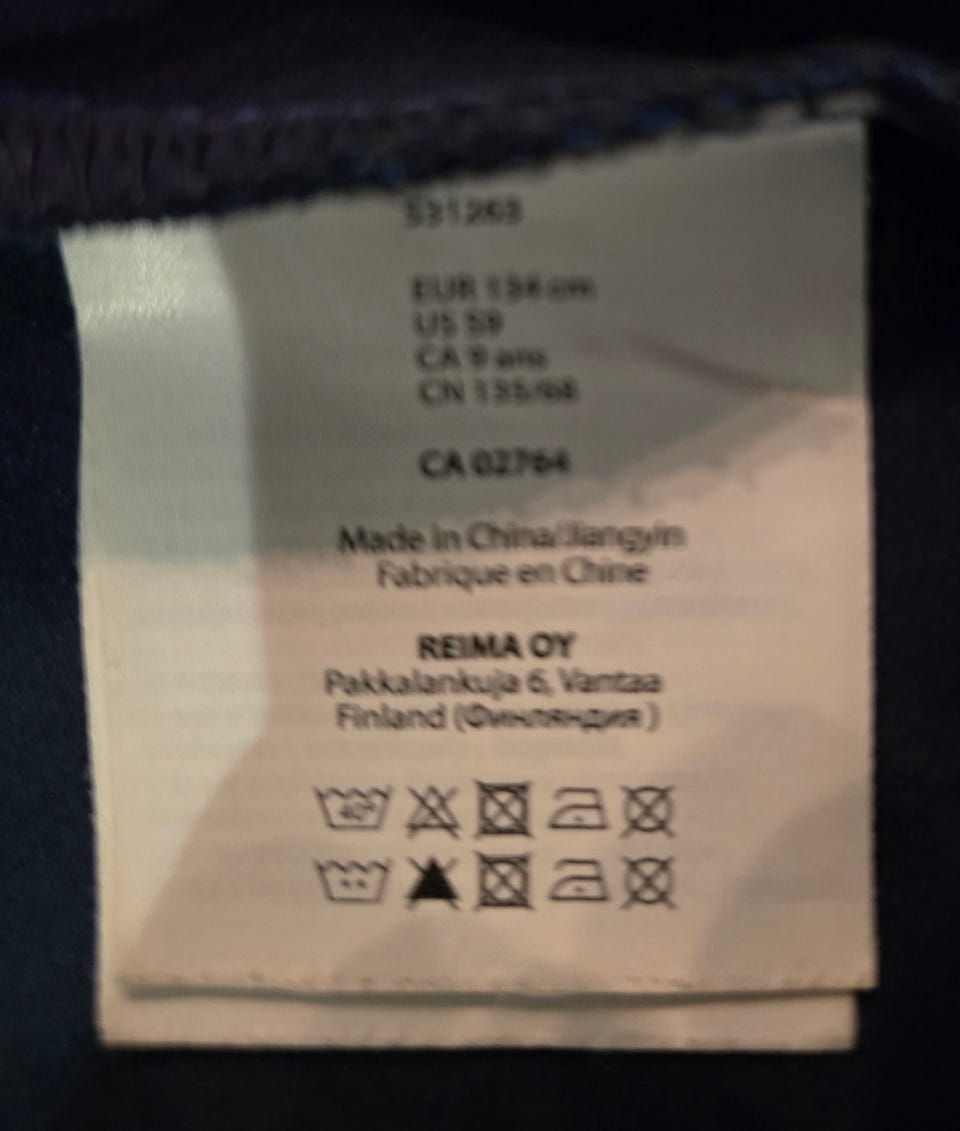 531263
EUR 134 cm
US 59
CA 9 ans
CN 135/68
CA 02764
Made in China/Jiangyin
Fabrique en Chine
REIMA OY
Pakkalankuja 6, Vantaa
Finland (Финляндия )
40°